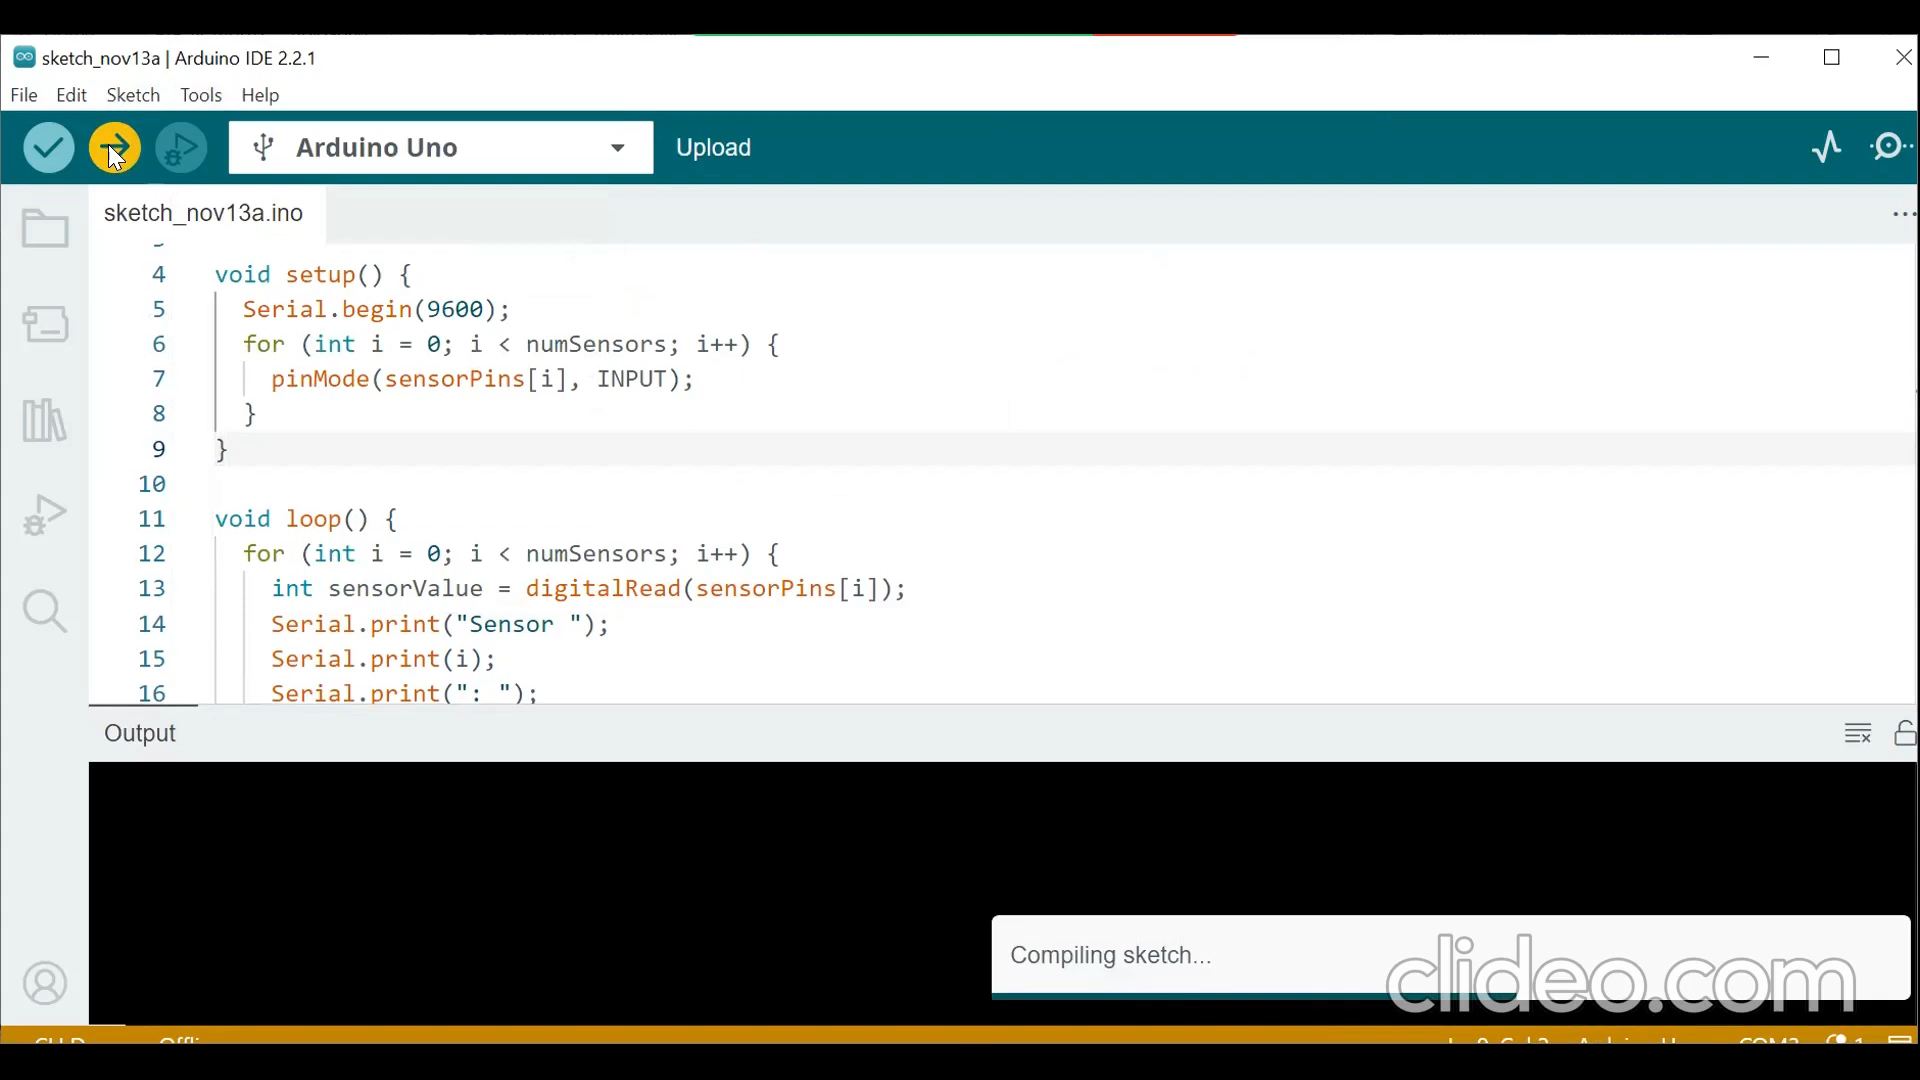 sketch_nov13a | Arduino IDE 2.2.1
File Edit Sketch Tools Help
Arduino Uno Upload
sketch_nov13a.ino
4 void setup() {
5 Serial.begin(9600);
6 for (int i = 0; i < numSensors; i++) {
7 pinMode(sensorPins[i], INPUT);
8 }
9 }
10
11 void loop() {
12 for (int i = 0; i < numSensors; i++) {
13 int sensorValue = digitalRead(sensorPins[i]);
14 Serial.print("Sensor ");
15 Serial.print(i);
16 Serial.print(": ");
Output
Compiling sketch...
clideo.com